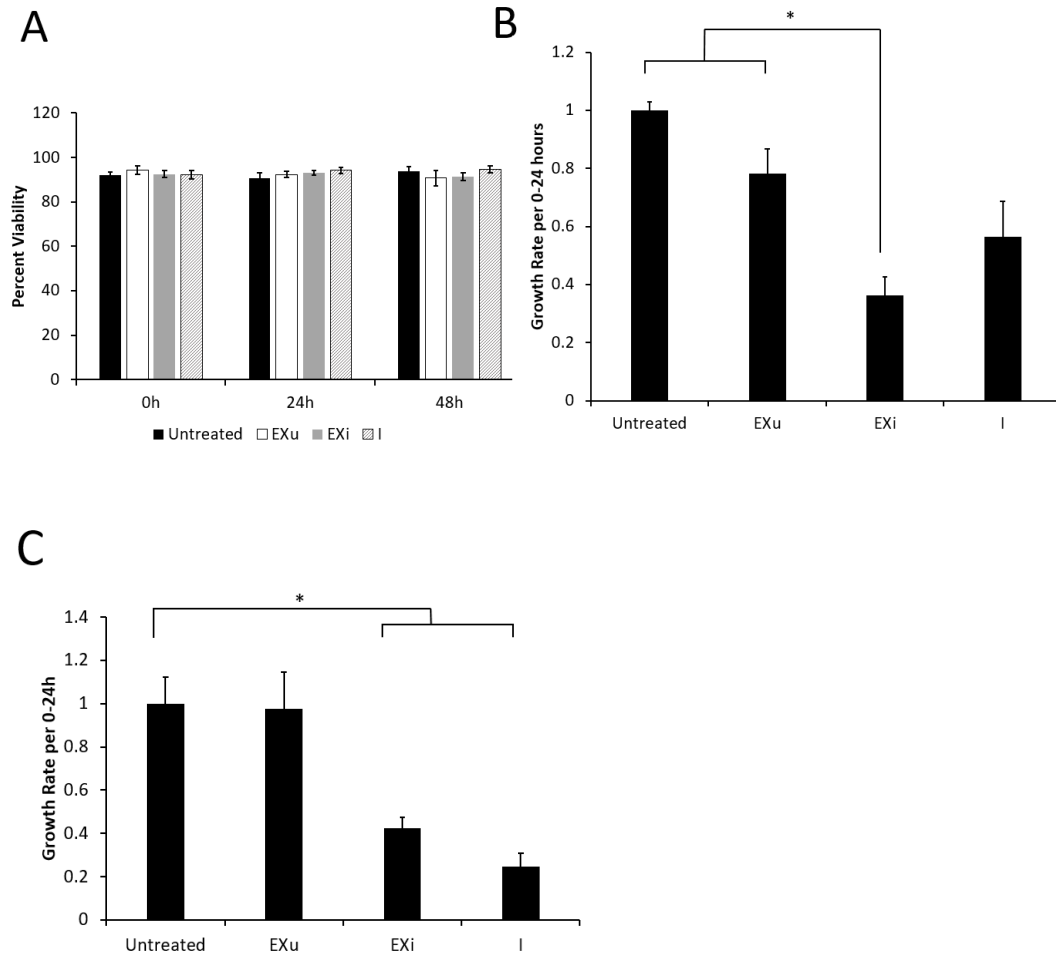 A
Percent Viability
120
100
80
60
40
20
0
0h 24h 48h
Untreated EXu EXi I
B
*
Growth Rate per 0-24 hours
1.2
1
0.8
0.6
0.4
0.2
0
Untreated EXu EXi I
C
*
Growth Rate per 0-24h
1.4
1.2
1
0.8
0.6
0.4
0.2
0
Untreated EXu EXi I